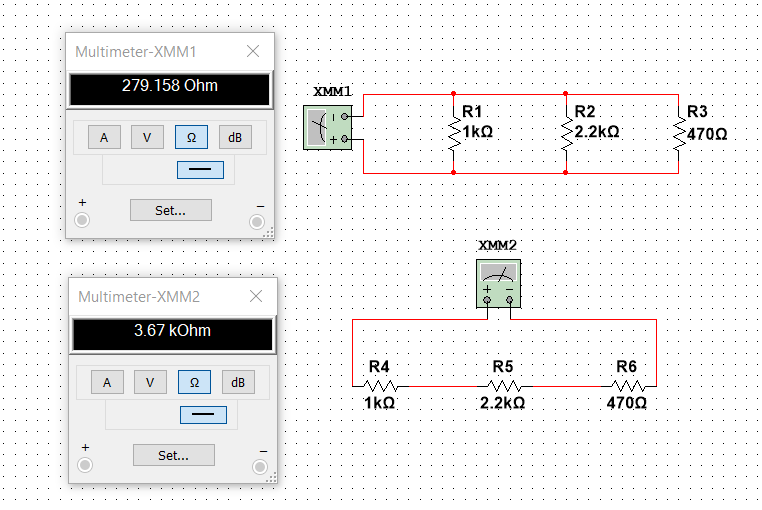 Multimeter-XMM1
279.158 Ohm
A V Ω dB
+ −
Set...
XMM1
− +
R1
1kΩ
R2
2.2kΩ
R3
470Ω
Multimeter-XMM2
3.67 kOhm
A V Ω dB
+ −
Set...
XMM2
+ −
R4
1kΩ
R5
2.2kΩ
R6
470Ω